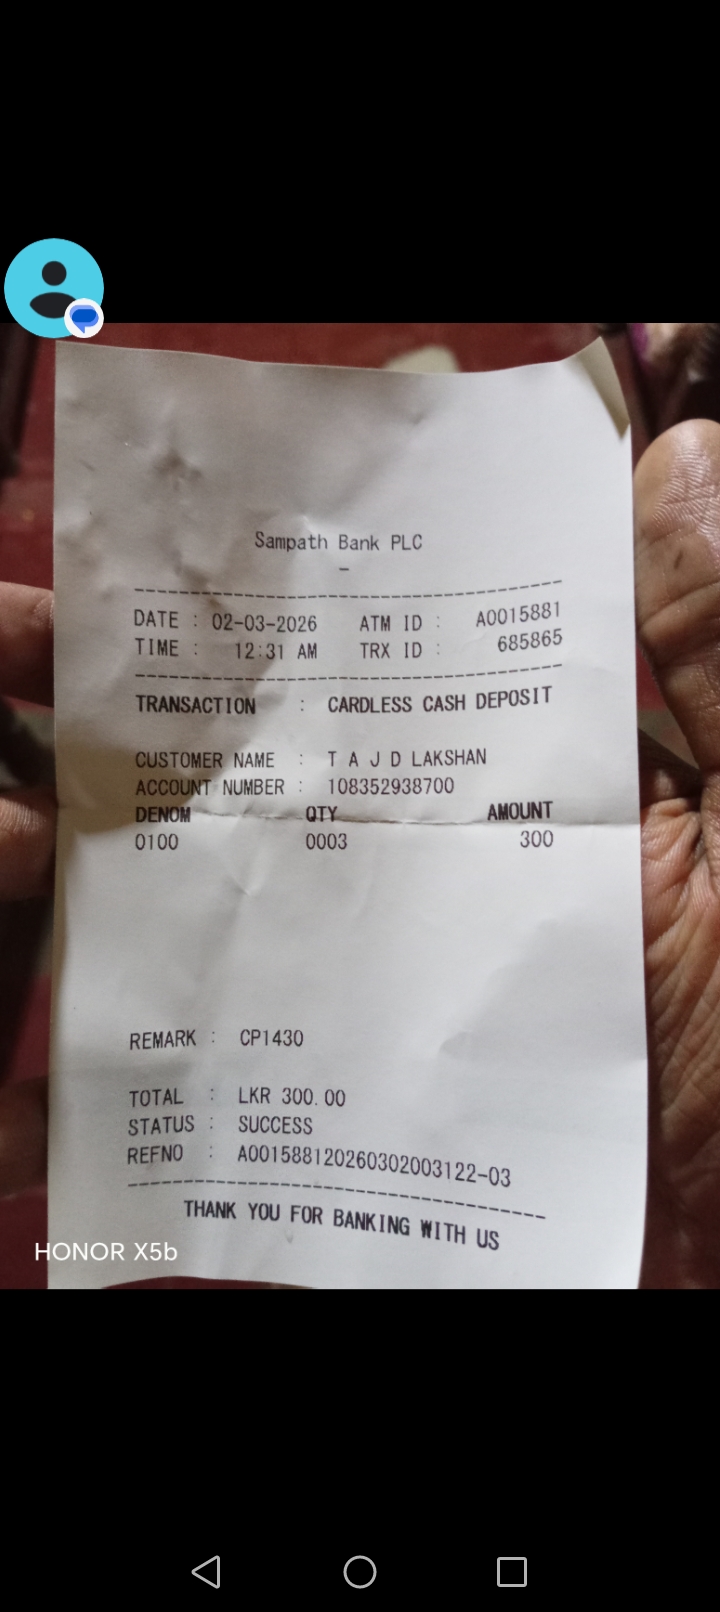 Sampath Bank PLC
-
DATE : 02-03-2026 ATM ID : A0015881
TIME : 12:31 AM TRX ID : 685865
TRANSACTION : CARDLESS CASH DEPOSIT
CUSTOMER NAME : T A J D LAKSHAN
ACCOUNT NUMBER : 108352938700
DENOM QTY AMOUNT
0100 0003 300
REMARK : CP1430
TOTAL : LKR 300.00
STATUS : SUCCESS
REFNO : A001588120260302003122-03
THANK YOU FOR BANKING WITH US
HONOR X5b